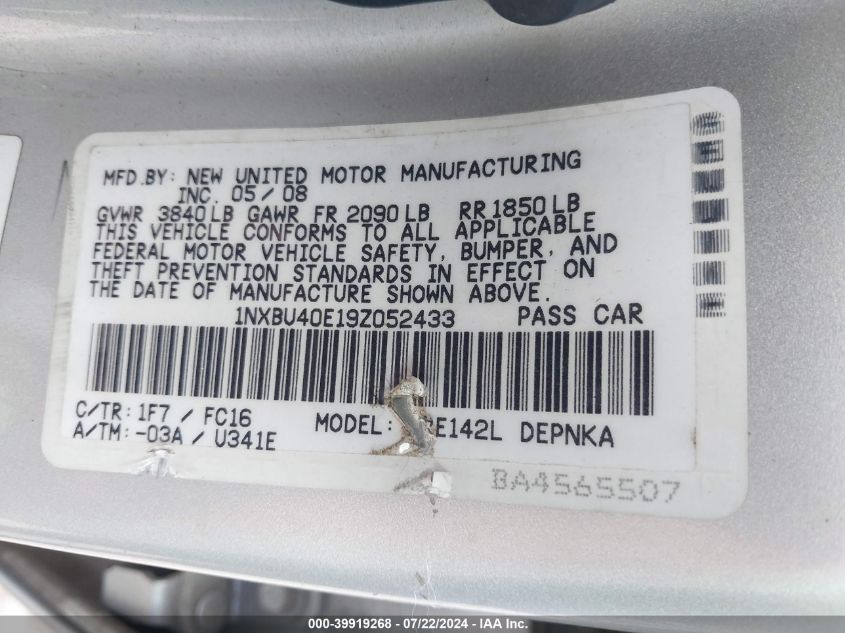 MFD.BY: NEW UNITED MOTOR MANUFACTURING
INC. 05/08
GVWR 3840LB GAWR FR 2090LB RR 1850LB
THIS VEHICLE CONFORMS TO ALL APPLICABLE
FEDERAL MOTOR VEHICLE SAFETY, BUMPER, AND
THEFT PREVENTION STANDARDS IN EFFECT ON
THE DATE OF MANUFACTURE SHOWN ABOVE.
1NXBU40E19Z052433 PASS CAR
C/TR: 1F7 / FC16
A/TM: -03A / U341E
MODEL: E142L DEPNKA
BA4565507
000-39919268 - 07/22/2024 - IAA Inc.